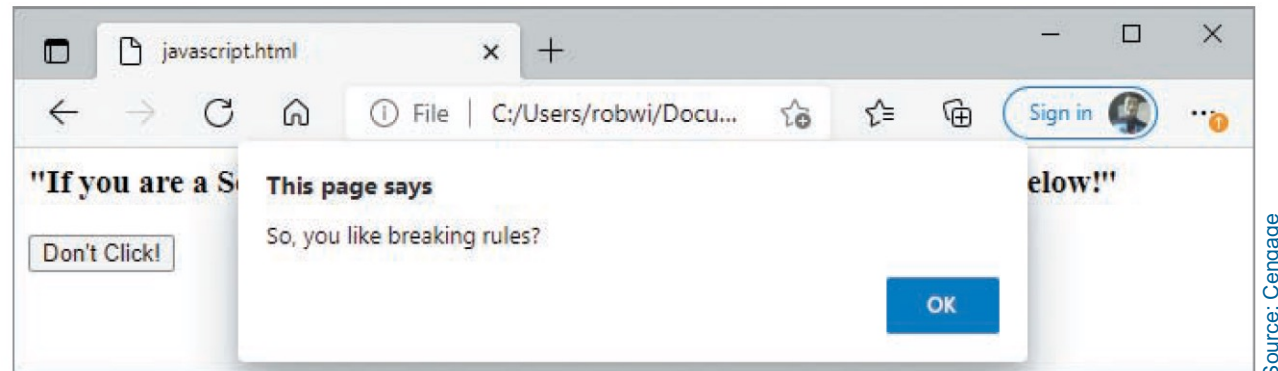 javascript.html
File | C:/Users/robwi/Docu... Sign in
"If you are a S elow!"
This page says
So, you like breaking rules?
Don't Click!
OK
Source: Cengage